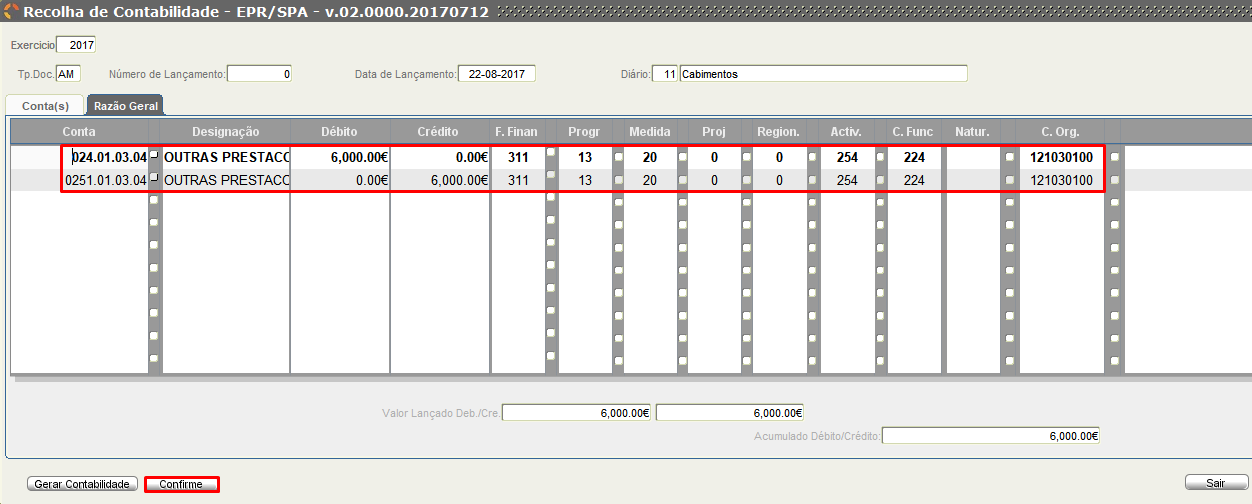 Recolha de Contabilidade - EPR/SPA - v.02.0000.20170712
Exercicio 2017
Tp.Doc. AM Número de Lançamento: 0 Data de Lançamento: 22-08-2017 Diário: 11 Cabimentos
Conta(s) Razão Geral
Conta Designação Débito Crédito F. Finan Progr Medida Proj Region. Activ. C. Func Natur. C. Org.
024.01.03.04 OUTRAS PRESTACC 6,000.00€ 0.00€ 311 13 20 0 0 254 224 121030100
0251.01.03.04 OUTRAS PRESTACC 0.00€ 6,000.00€ 311 13 20 0 0 254 224 121030100
Valor Lançado Deb./Cre. 6,000.00€ 6,000.00€
Acumulado Débito/Crédito: 6,000.00€
Gerar Contabilidade Confirme Sair